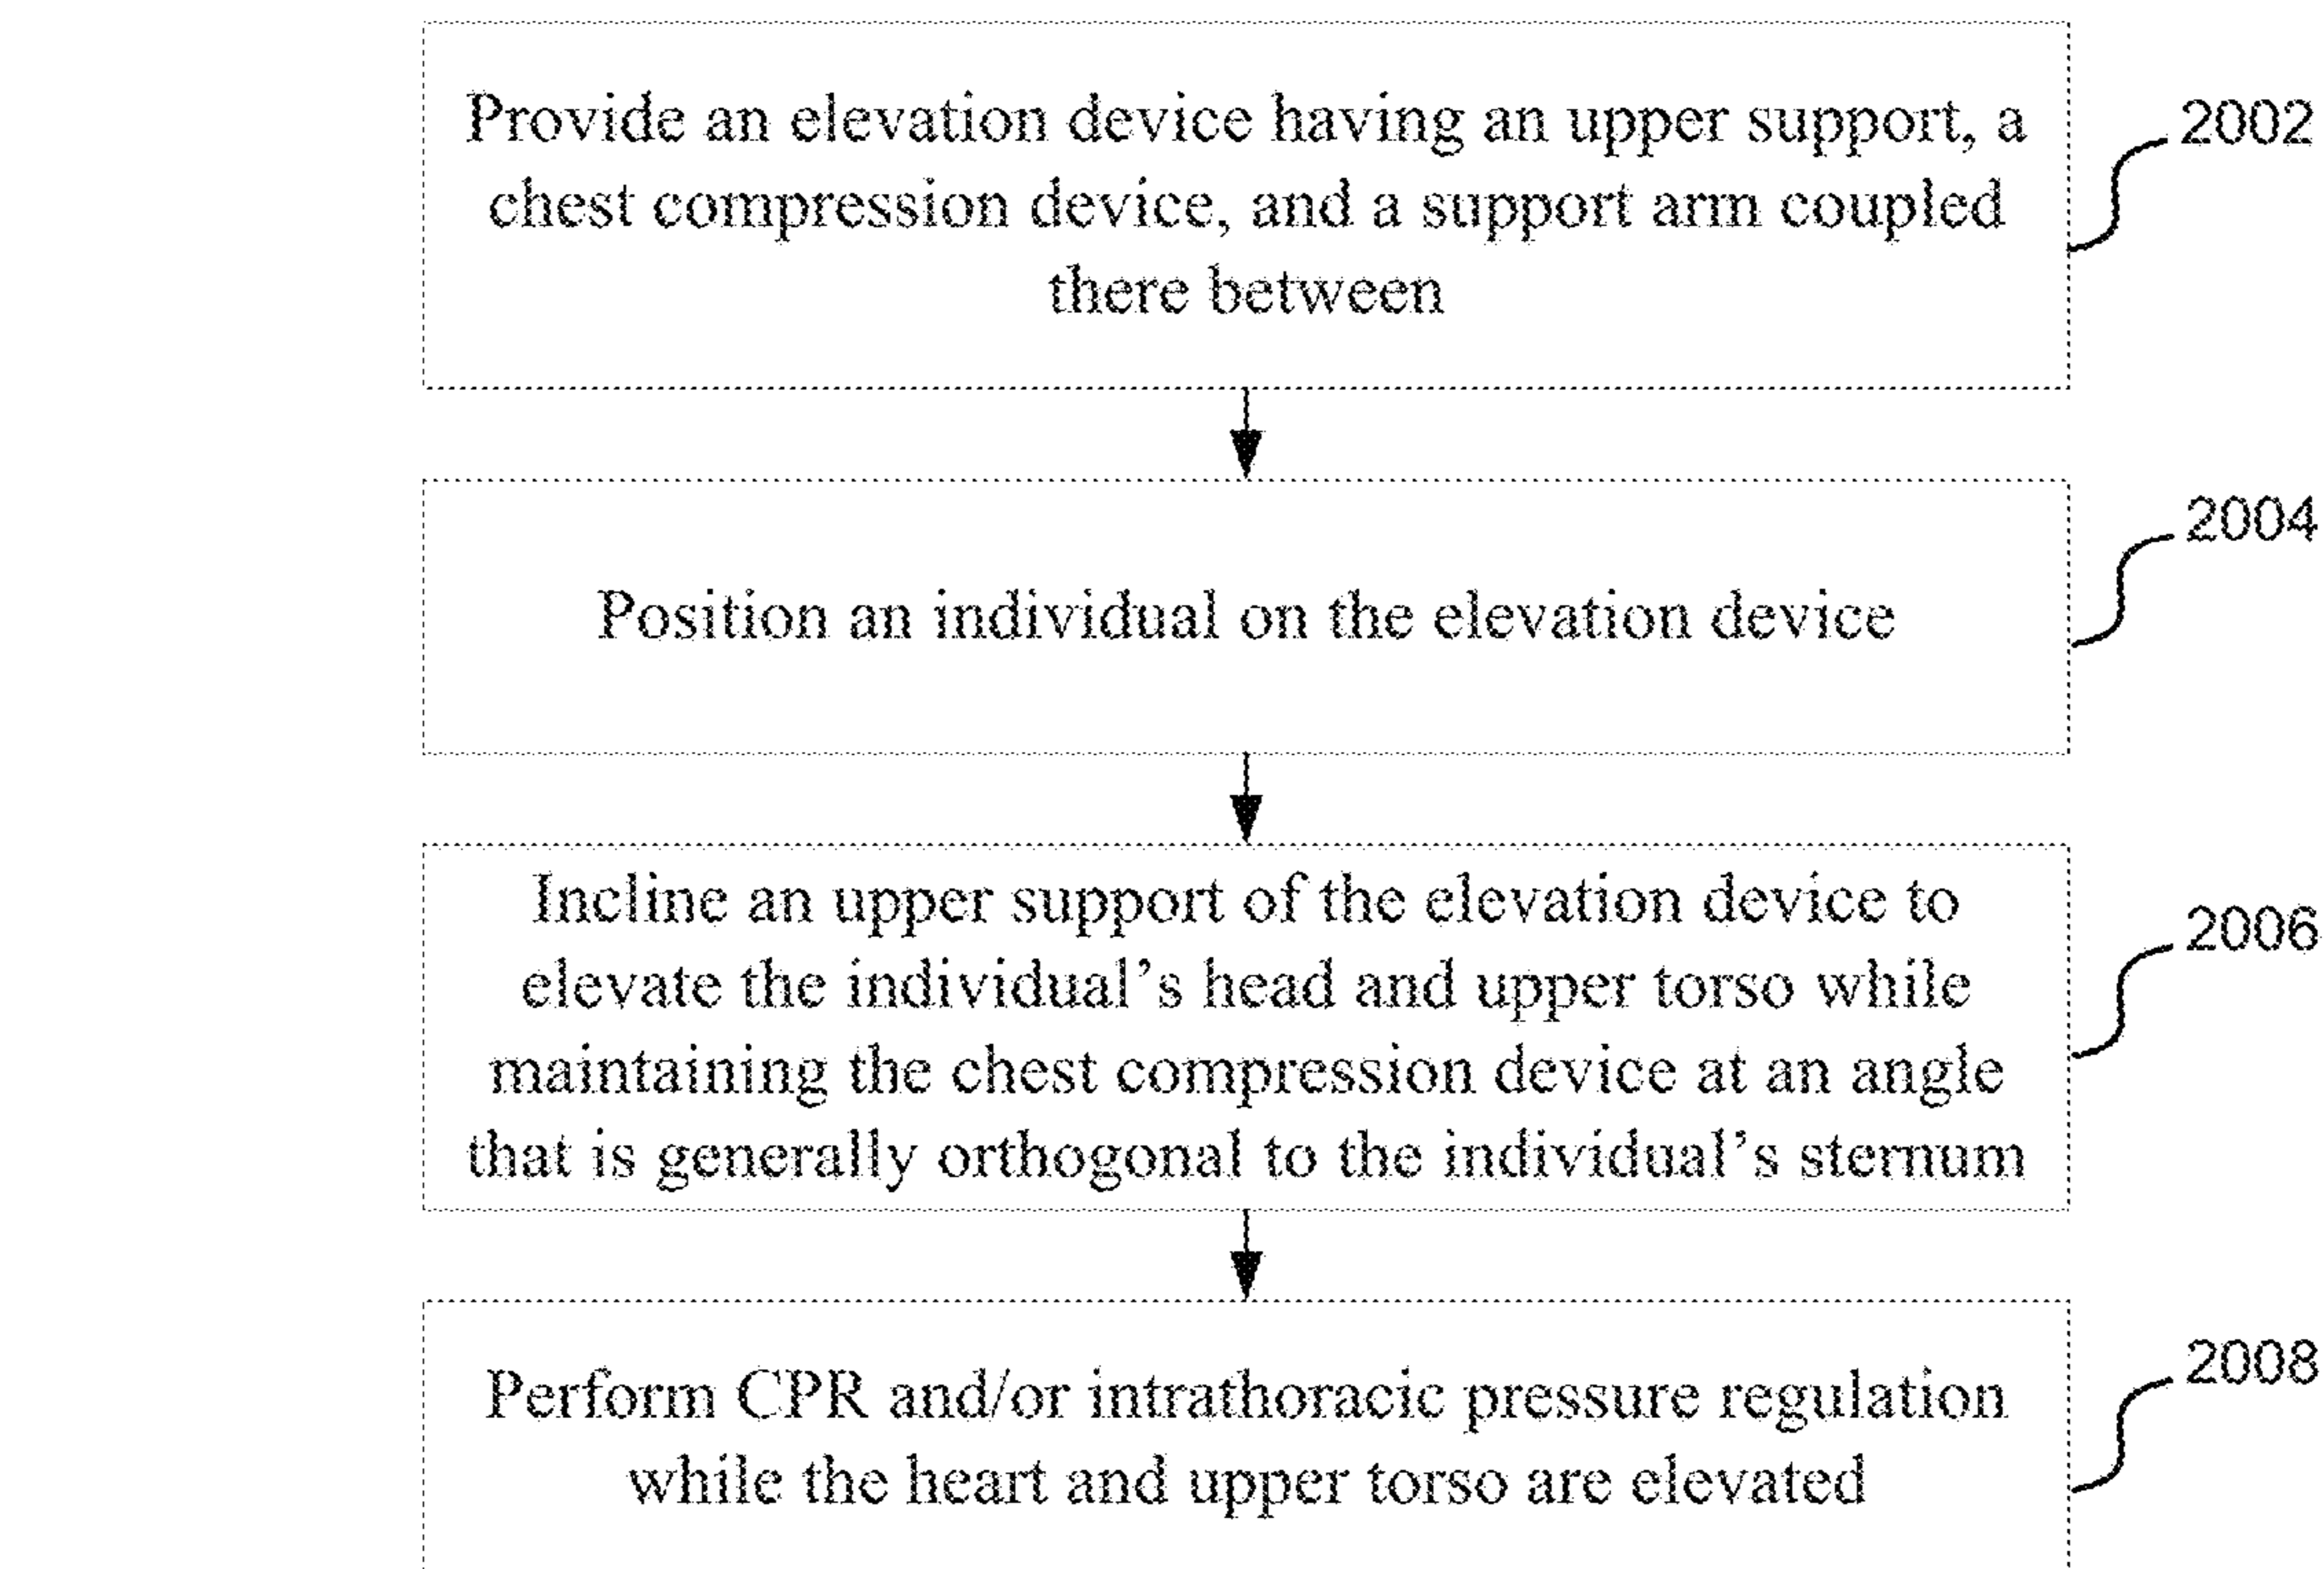 Provide an elevation device having an upper support, a
chest compression device, and a support arm coupled
there between
2002
Position an individual on the elevation device
2004
Incline an upper support of the elevation device to
elevate the individual’s head and upper torso while
maintaining the chest compression device at an angle
that is generally orthogonal to the individual’s sternum
2006
Perform CPR and/or intrathoracic pressure regulation
while the heart and upper torso are elevated
2008